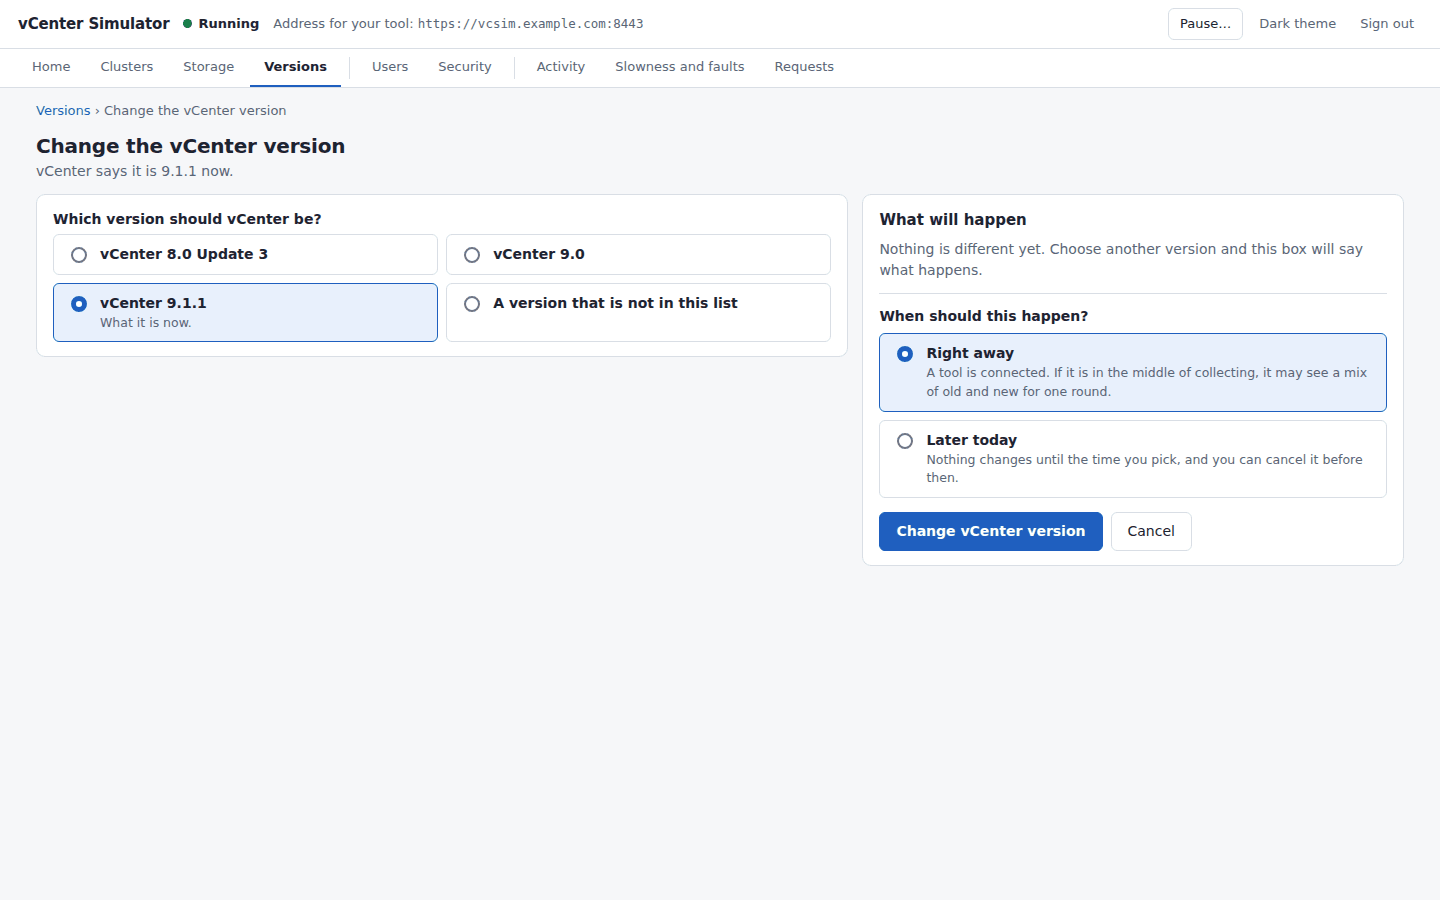 vCenter Simulator
Running
Address for your tool: https://vcsim.example.com:8443
Pause...
Dark theme
Sign out
Home
Clusters
Storage
Versions
Users
Security
Activity
Slowness and faults
Requests
Versions › Change the vCenter version
Change the vCenter version
vCenter says it is 9.1.1 now.
Which version should vCenter be?
vCenter 8.0 Update 3
vCenter 9.0
vCenter 9.1.1
What it is now.
A version that is not in this list
What will happen
Nothing is different yet. Choose another version and this box will say
what happens.
When should this happen?
Right away
A tool is connected. If it is in the middle of collecting, it may see a mix
of old and new for one round.
Later today
Nothing changes until the time you pick, and you can cancel it before
then.
Change vCenter version
Cancel